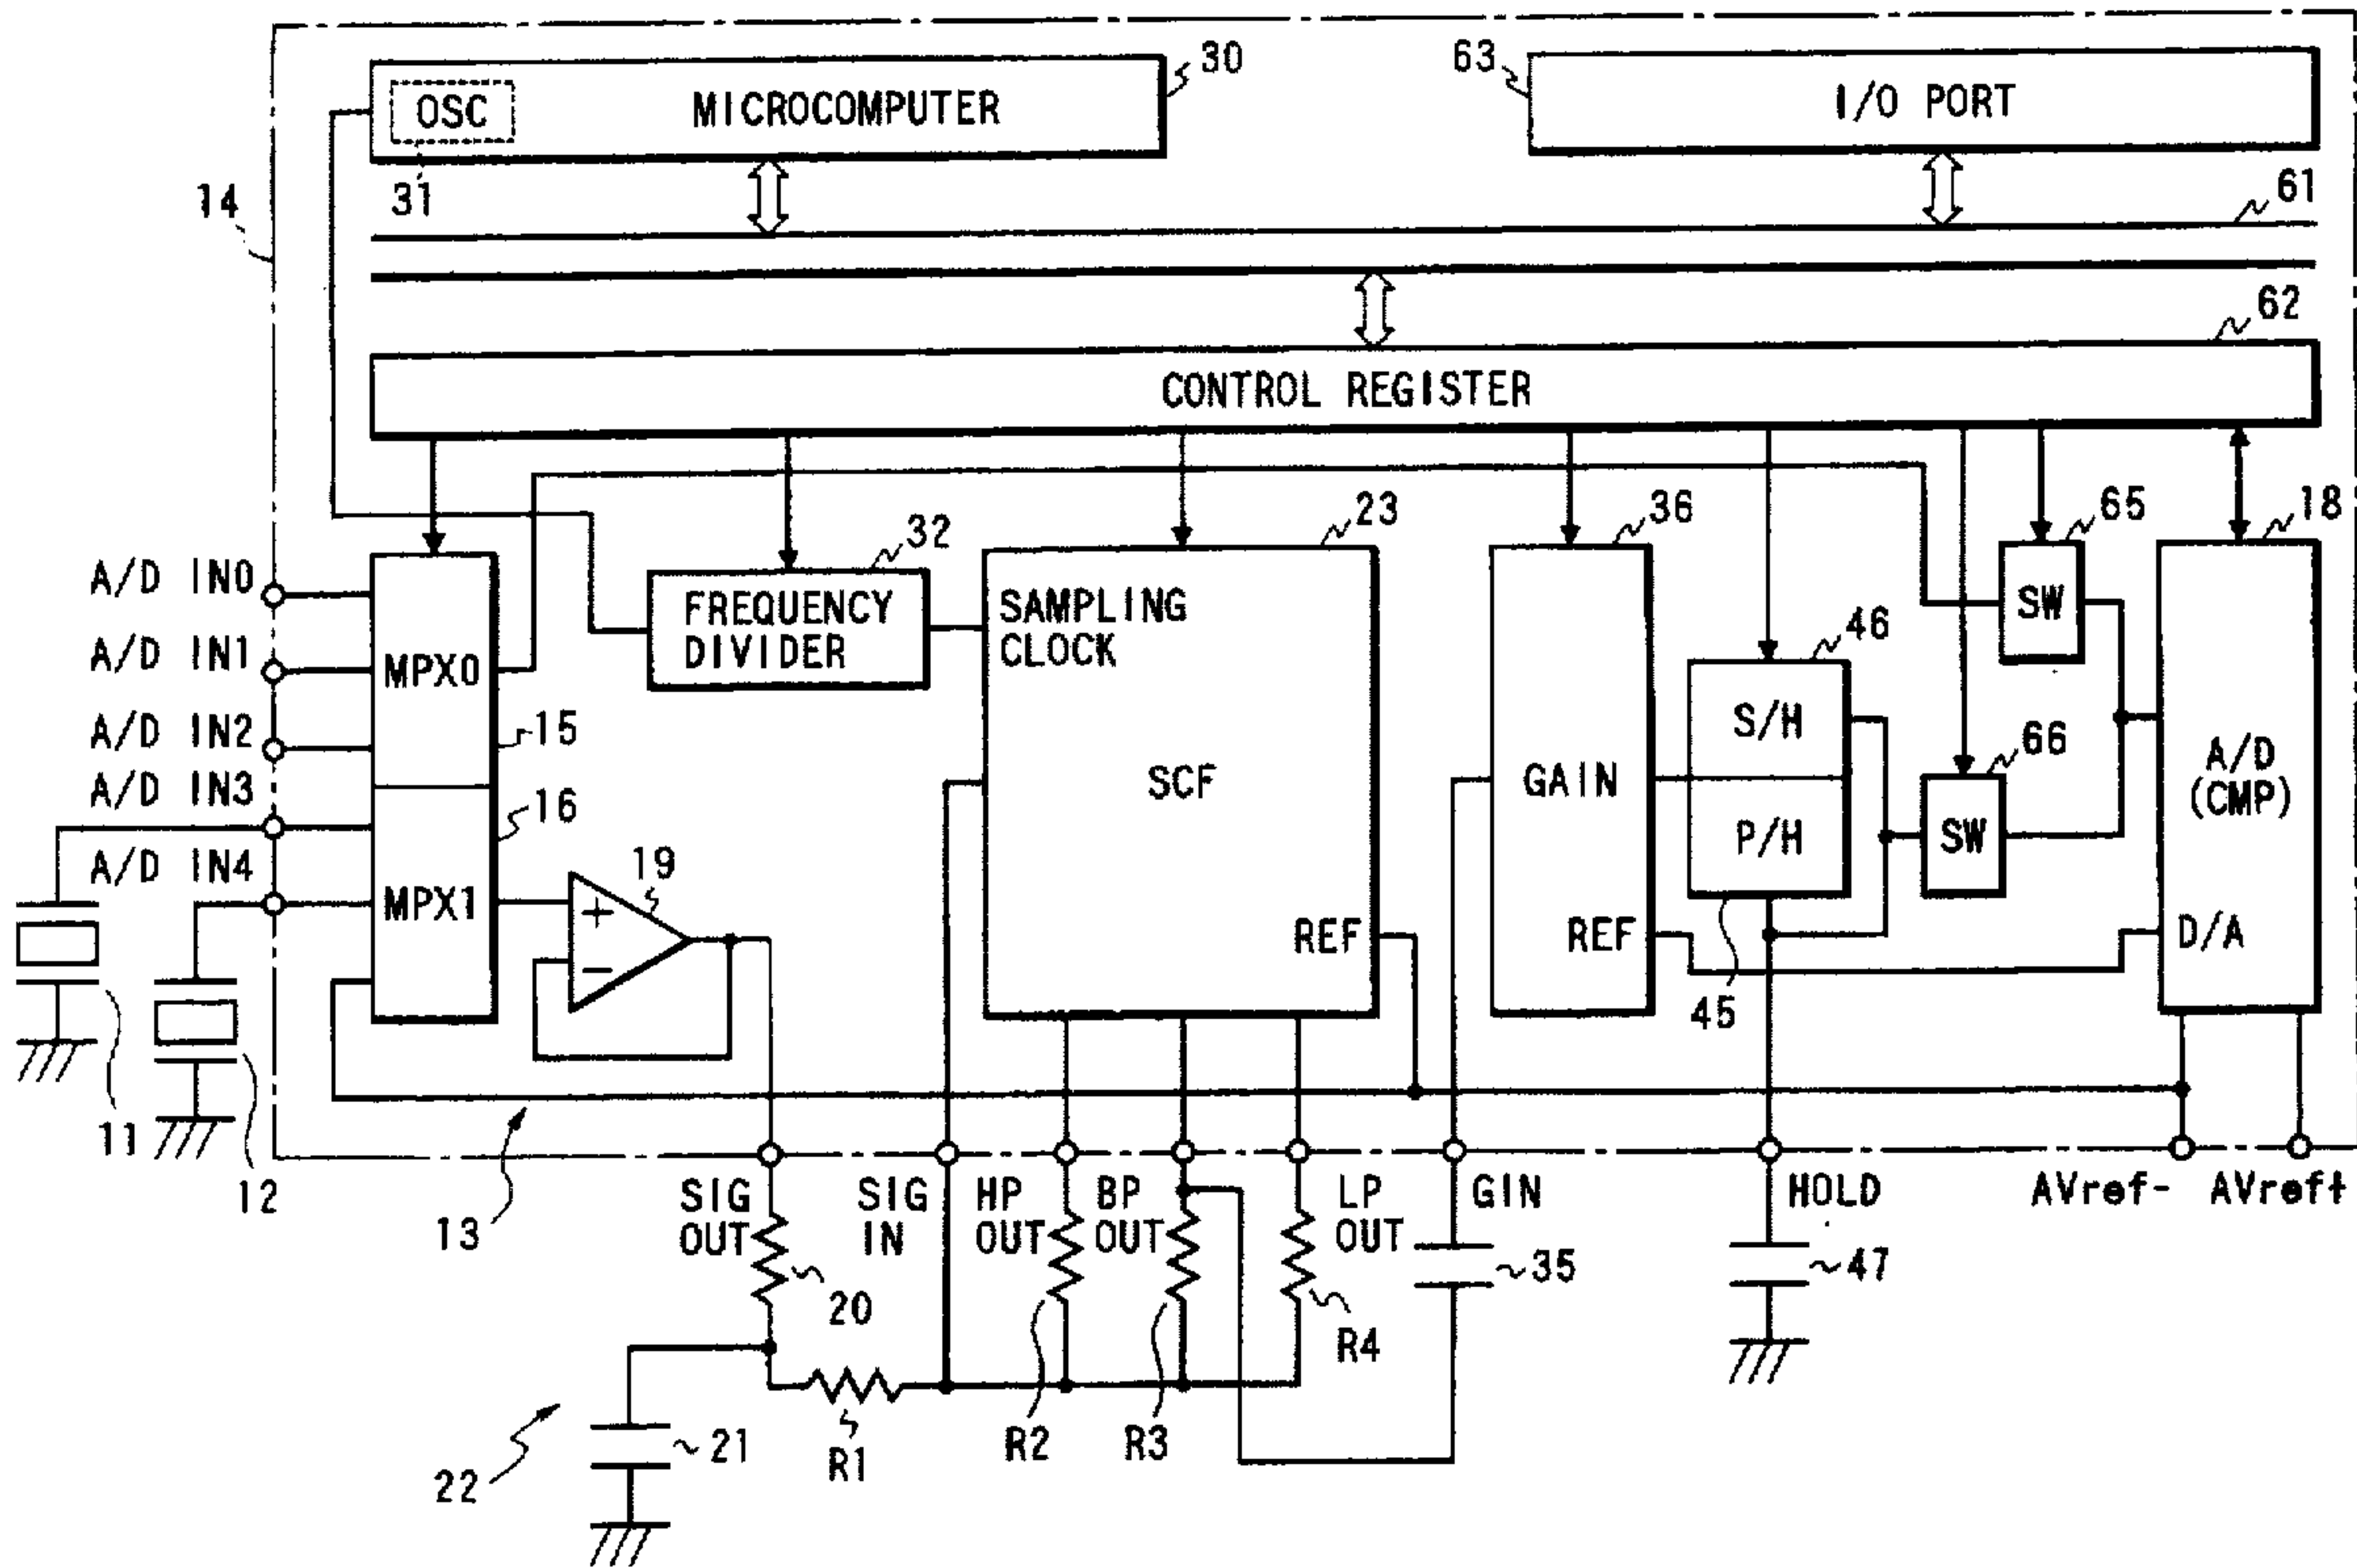 30
63
OSC
MICROCOMPUTER
I/O PORT
31
14
61
62
CONTROL REGISTER
32
23
36
65
18
A/D IN0
A/D IN1
A/D IN2
A/D IN3
A/D IN4
MPX0
15
16
MPX1
19
+
−
FREQUENCY
DIVIDER
SAMPLING
CLOCK
SCF
REF
GAIN
REF
46
S/H
P/H
45
SW
66
SW
A/D
(CMP)
D/A
11
12
13
SIG
OUT
SIG
IN
HP
OUT
BP
OUT
LP
OUT
GIN
HOLD
AVref-
AVref+
20
35
47
R4
22
21
R1
R2
R3